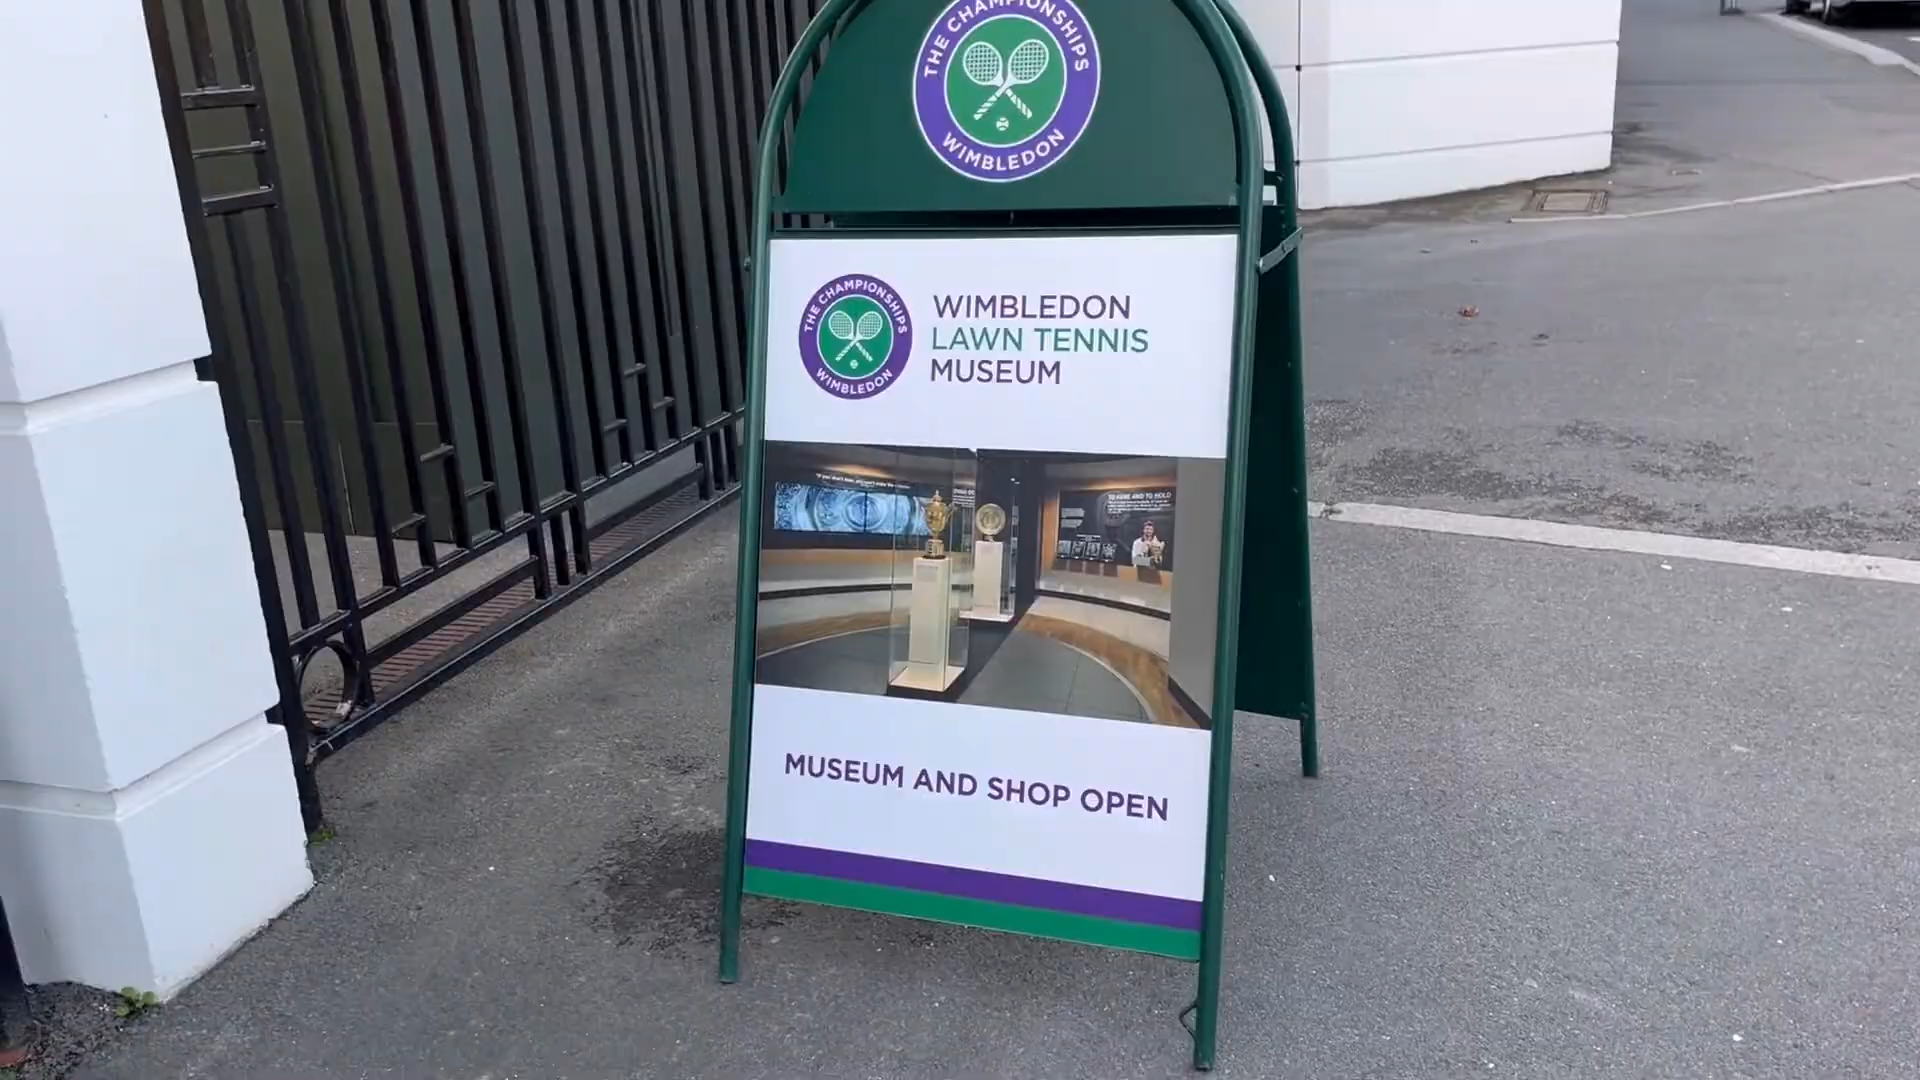 THE CHAMPIONSHIPS
WIMBLEDON
THE CHAMPIONSHIPS
WIMBLEDON
WIMBLEDON
LAWN TENNIS
MUSEUM
TO HAVE AND TO HOLD
MUSEUM AND SHOP OPEN